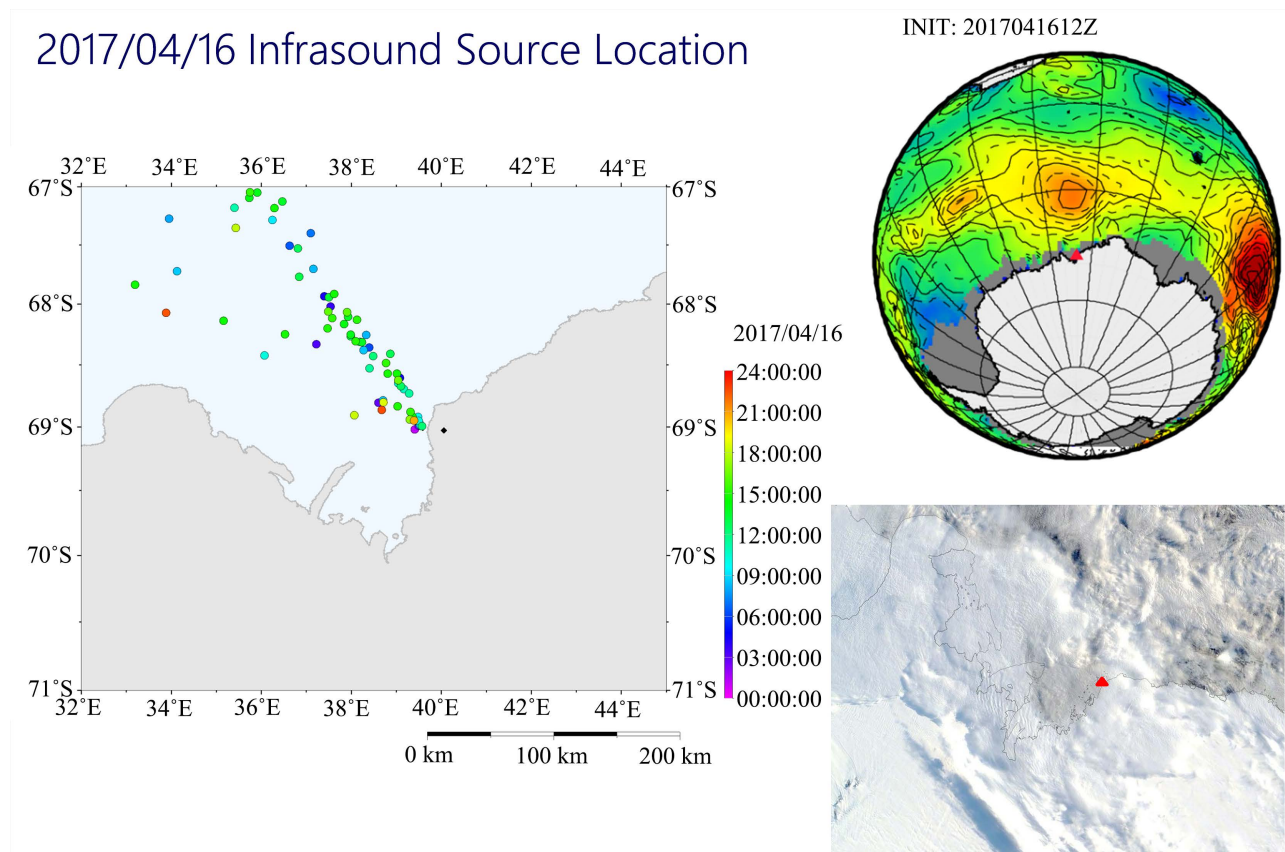 2017/04/16 Infrasound Source Location
INIT: 2017041612Z
32°E 34°E 36°E 38°E 40°E 42°E 44°E
67°S 67°S
68°S 68°S
69°S 69°S
70°S 70°S
71°S 71°S
32°E 34°E 36°E 38°E 40°E 42°E 44°E
0 km 100 km 200 km
2017/04/16
24:00:00
21:00:00
18:00:00
15:00:00
12:00:00
09:00:00
06:00:00
03:00:00
00:00:00